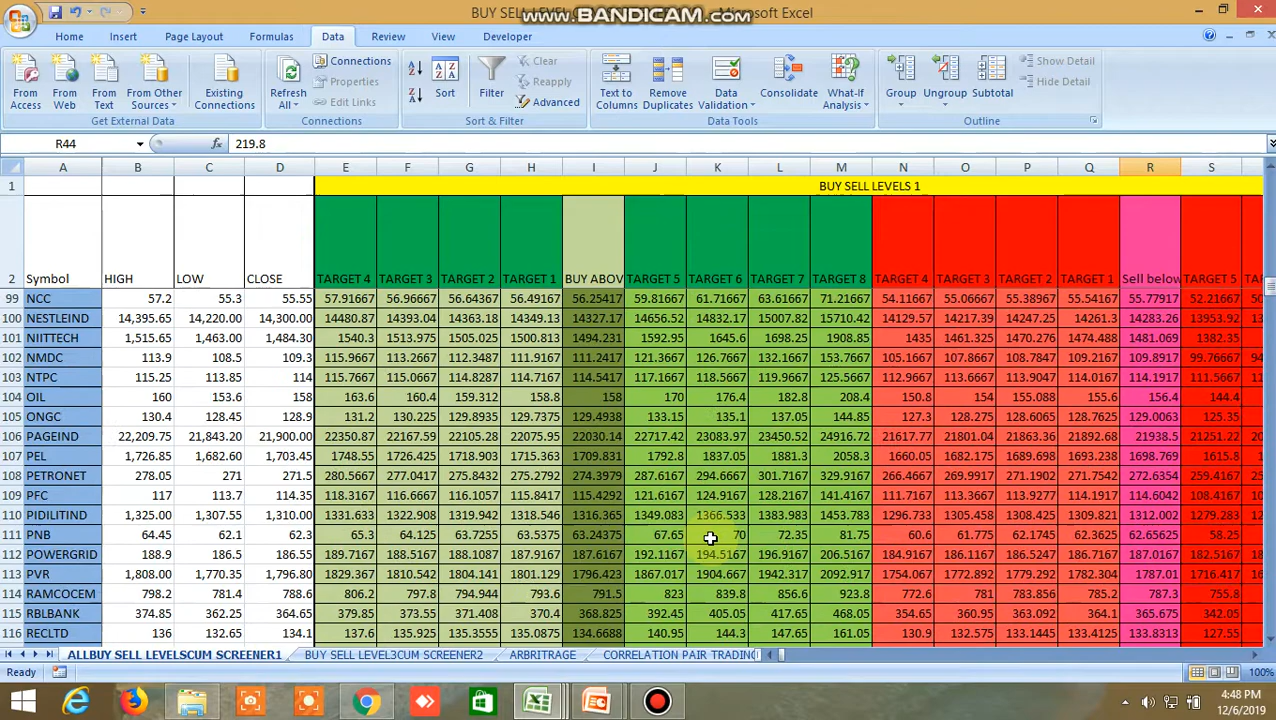 BUY SELL LEVELS Microsoft Excel
www.BANDICAM.com
Home Insert Page Layout Formulas Data Review View Developer
From Access From Web From Text From Other Sources Existing Connections Refresh All Connections Properties Edit Links Sort Filter Clear Reapply Advanced Text to Columns Remove Duplicates Data Validation Consolidate What-If Analysis Group Ungroup Subtotal Show Detail Hide Detail
Get External Data Connections Sort & Filter Data Tools Outline
R44 fx 219.8
A B C D E F G H I J K L M N O P Q R S
1 BUY SELL LEVELS 1
2 Symbol HIGH LOW CLOSE TARGET 4 TARGET 3 TARGET 2 TARGET 1 BUY ABOV TARGET 5 TARGET 6 TARGET 7 TARGET 8 TARGET 4 TARGET 3 TARGET 2 TARGET 1 Sell below TARGET 5 TA
99 NCC 57.2 55.3 55.55 57.91667 56.96667 56.64367 56.49167 56.25417 59.81667 61.71667 63.61667 71.21667 54.11667 55.06667 55.38967 55.54167 55.77917 52.21667 50
100 NESTLEIND 14,395.65 14,220.00 14,300.00 14480.87 14393.04 14363.18 14349.13 14327.17 14656.52 14832.17 15007.82 15710.42 14129.57 14217.39 14247.25 14261.3 14283.26 13953.92 13
101 NIITTECH 1,515.65 1,463.00 1,484.30 1540.3 1513.975 1505.025 1500.813 1494.231 1592.95 1645.6 1698.25 1908.85 1435 1461.325 1470.276 1474.488 1481.069 1382.35
102 NMDC 113.9 108.5 109.3 115.9667 113.2667 112.3487 111.9167 111.2417 121.3667 126.7667 132.1667 153.7667 105.1667 107.8667 108.7847 109.2167 109.8917 99.76667 94
103 NTPC 115.25 113.85 114 115.7667 115.0667 114.8287 114.7167 114.5417 117.1667 118.5667 119.9667 125.5667 112.9667 113.6667 113.9047 114.0167 114.1917 111.5667 11
104 OIL 160 153.6 158 163.6 160.4 159.312 158.8 158 170 176.4 182.8 208.4 150.8 154 155.088 155.6 156.4 144.4
105 ONGC 130.4 128.45 128.9 131.2 130.225 129.8935 129.7375 129.4938 133.15 135.1 137.05 144.85 127.3 128.275 128.6065 128.7625 129.0063 125.35
106 PAGEIND 22,209.75 21,843.20 21,900.00 22350.87 22167.59 22105.28 22075.95 22030.14 22717.42 23083.97 23450.52 24916.72 21617.77 21801.04 21863.36 21892.68 21938.5 21251.22 20
107 PEL 1,726.85 1,682.60 1,703.45 1748.55 1726.425 1718.903 1715.363 1709.831 1792.8 1837.05 1881.3 2058.3 1660.05 1682.175 1689.698 1693.238 1698.769 1615.8
108 PETRONET 278.05 271 271.5 280.5667 277.0417 275.8432 275.2792 274.3979 287.6167 294.6667 301.7167 329.9167 266.4667 269.9917 271.1902 271.7542 272.6354 259.4167 25
109 PFC 117 113.7 114.35 118.3167 116.6667 116.1057 115.8417 115.4292 121.6167 124.9167 128.2167 141.4167 111.7167 113.3667 113.9277 114.1917 114.6042 108.4167 10
110 PIDILITIND 1,325.00 1,307.55 1,310.00 1331.633 1322.908 1319.942 1318.546 1316.365 1349.083 1366.533 1383.983 1453.783 1296.733 1305.458 1308.425 1309.821 1312.002 1279.283 12
111 PNB 64.45 62.1 62.3 65.3 64.125 63.7255 63.5375 63.24375 67.65 70 72.35 81.75 60.6 61.775 62.1745 62.3625 62.65625 58.25
112 POWERGRID 188.9 186.5 188.1 189.7167 188.5167 188.1087 187.9167 187.6167 192.1167 194.5167 196.9167 206.5167 184.9167 186.1167 186.5247 186.7167 187.0167 182.5167 18
113 PVR 1,808.00 1,770.35 1,796.80 1829.367 1810.542 1804.141 1801.129 1796.423 1867.017 1904.667 1942.317 2092.917 1754.067 1772.892 1779.292 1782.304 1787.01 1716.417 16
114 RAMCOCEM 798.2 781.4 788.6 806.2 797.8 794.944 793.6 791.5 823 839.8 856.6 923.8 772.6 781 783.856 785.2 787.3 755.8
115 RBLBANK 374.85 362.25 364.65 379.85 373.55 371.408 370.4 368.825 392.45 405.05 417.65 468.05 354.65 360.95 363.092 364.1 365.675 342.05
116 RECLTD 136 132.65 134.1 137.6 135.925 135.3555 135.0875 134.6688 140.95 144.3 147.65 161.05 130.9 132.575 133.1445 133.4125 133.8313 127.55
ALLBUY SELL LEVELSCUM SCREENER1 BUY SELL LEVEL3CUM SCREENER2 ARBRITRAGE CORRELATION PAIR TRADING
Ready 100%
4:48 PM
12/6/2019